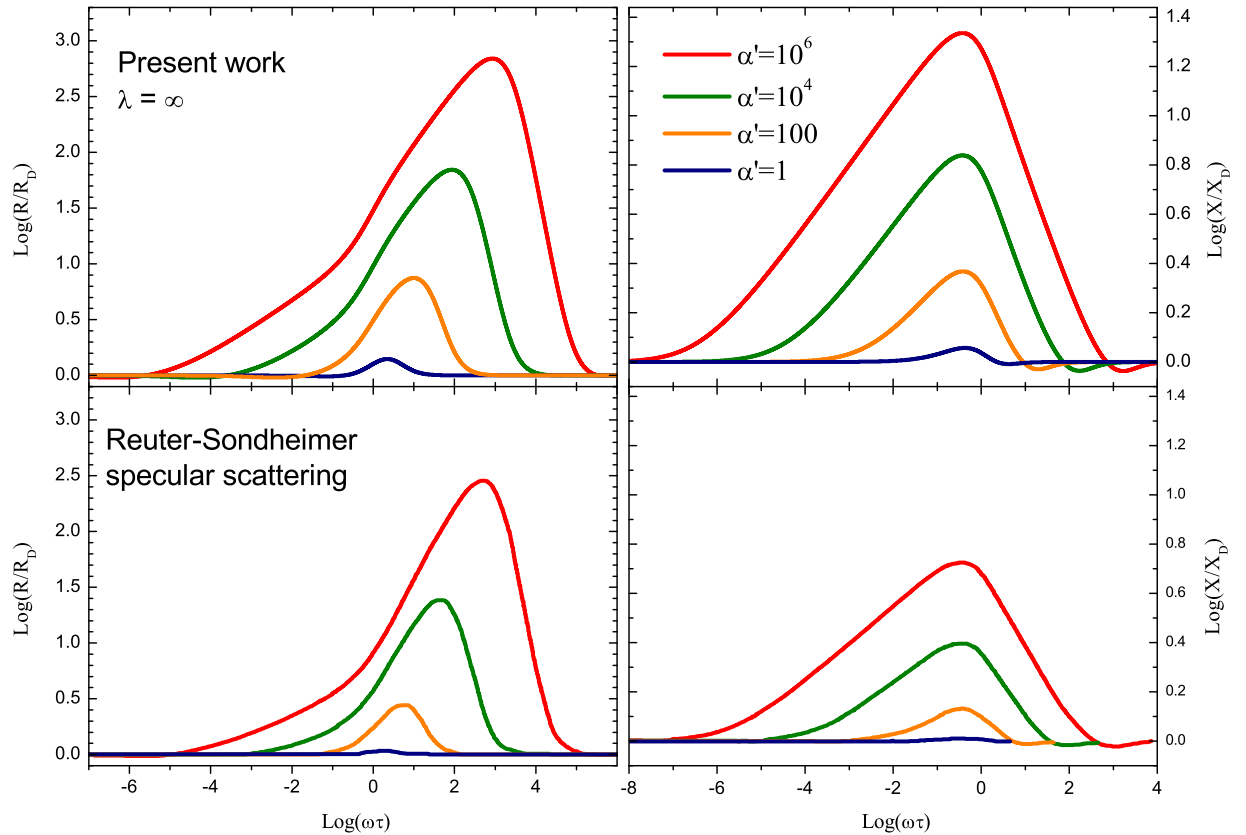 3.0
2.5
2.0
1.5
1.0
0.5
0.0
Log(R/R_D)
Present work
λ = ∞
α'=10^6
α'=10^4
α'=100
α'=1
1.4
1.2
1.0
0.8
0.6
0.4
0.2
0.0
Log(X/X_D)
3.0
2.5
2.0
1.5
1.0
0.5
0.0
Log(R/R_D)
Reuter-Sondheimer
specular scattering
1.4
1.2
1.0
0.8
0.6
0.4
0.2
0.0
Log(X/X_D)
-6 -4 -2 0 2 4
Log(ωτ)
-8 -6 -4 -2 0 2 4
Log(ωτ)